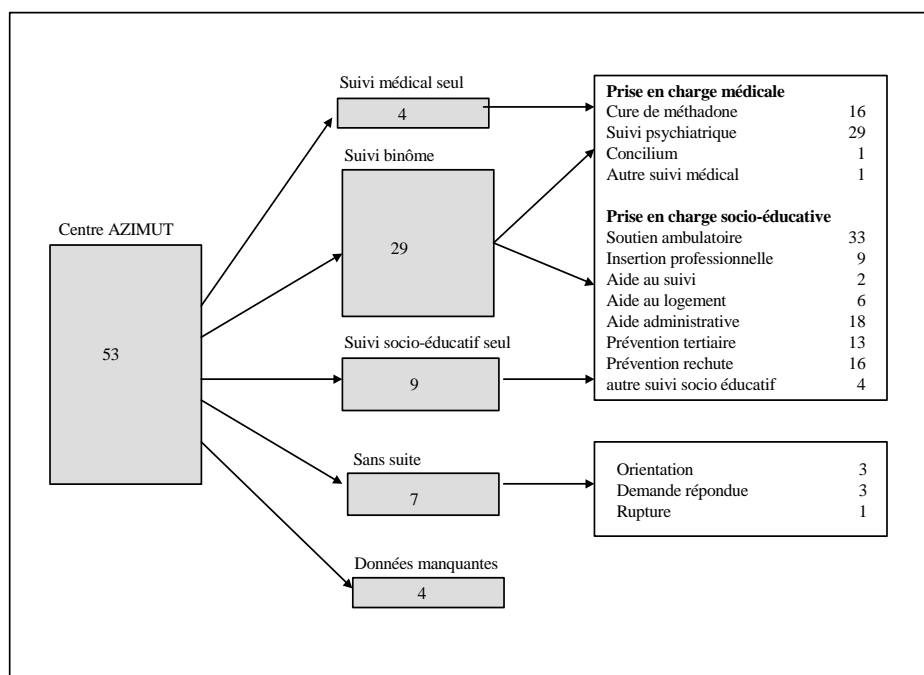 Suivi médical seul
4
Suivi binôme
29
Centre AZIMUT
53
Suivi socio-éducatif seul
9
Sans suite
7
Données manquantes
4
Prise en charge médicale
Cure de méthadone 16
Suivi psychiatrique 29
Concilium 1
Autre suivi médical 1
Prise en charge socio-éducative
Soutien ambulatoire 33
Insertion professionnelle 9
Aide au suivi 2
Aide au logement 6
Aide administrative 18
Prévention tertiaire 13
Prévention rechute 16
autre suivi socio éducatif 4
Orientation 3
Demande répondue 3
Rupture 1